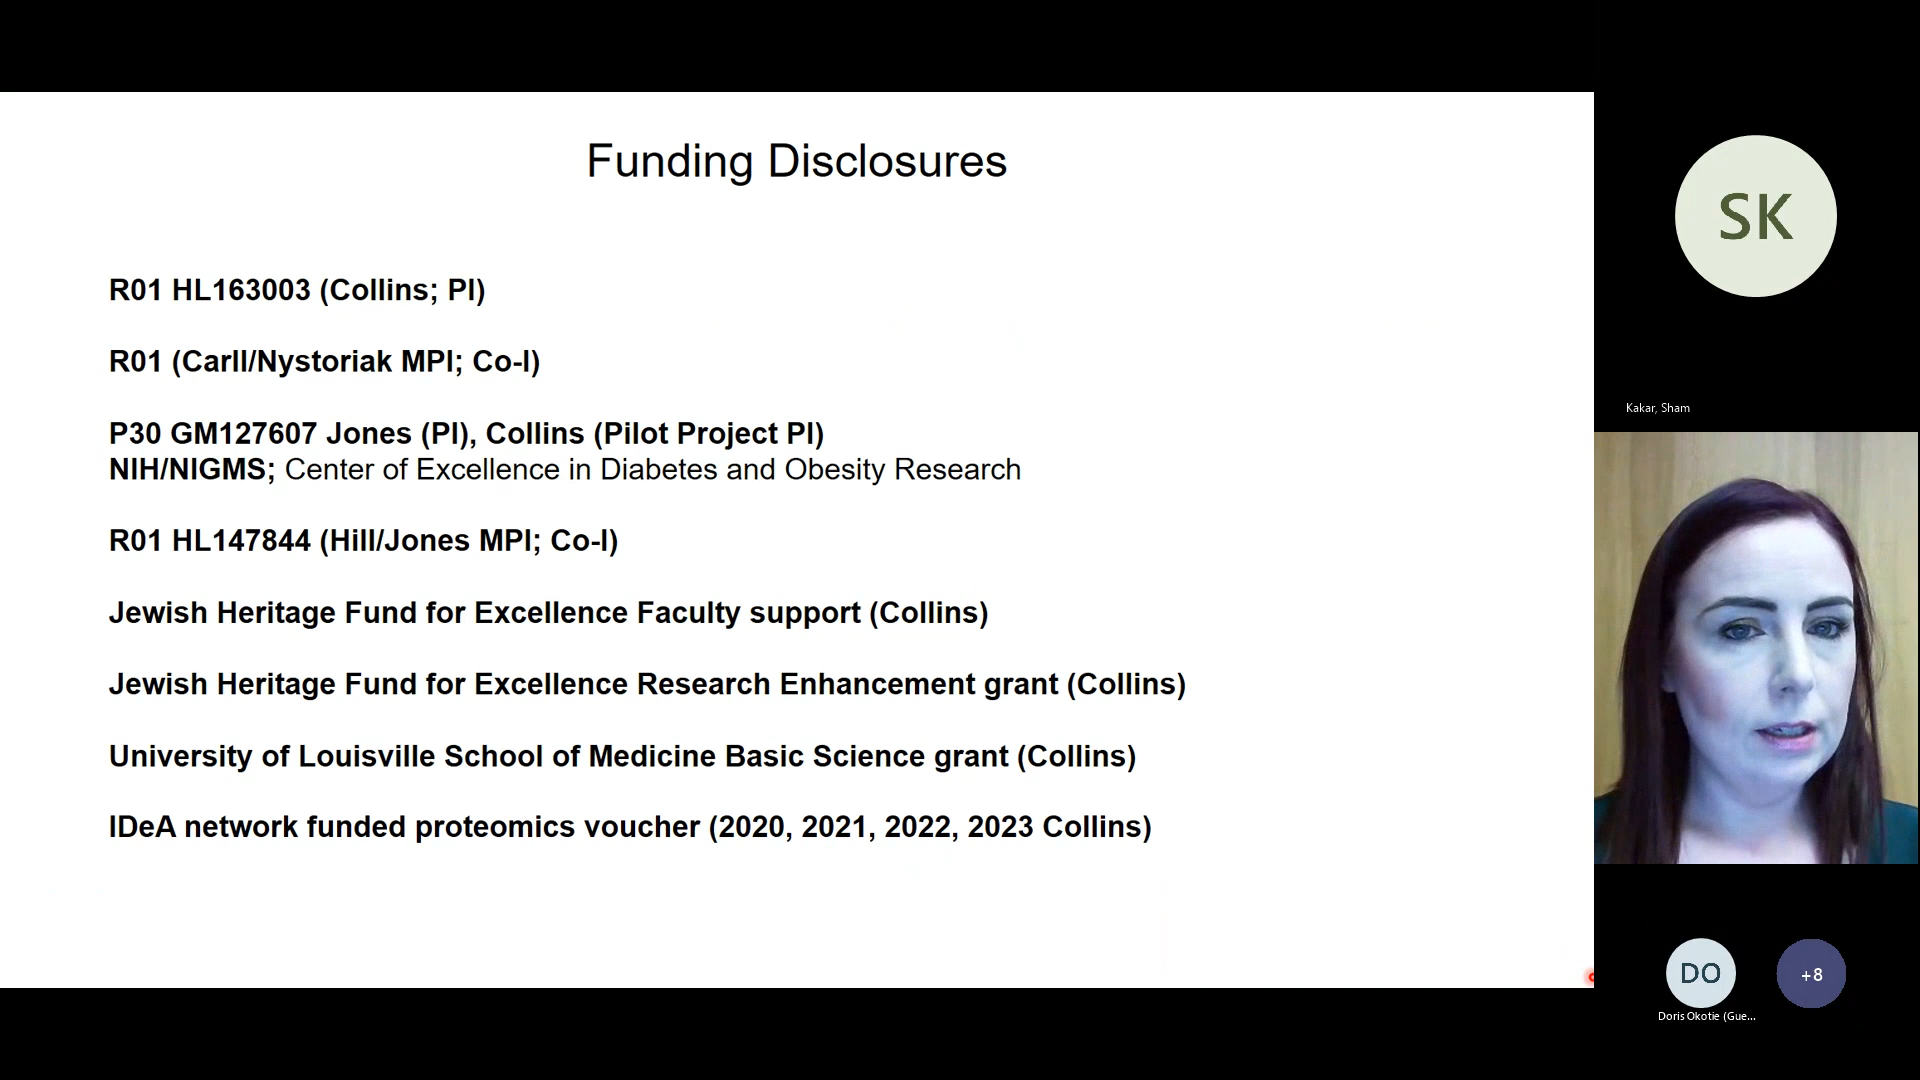 Funding Disclosures
R01 HL163003 (Collins; PI)
R01 (Carll/Nystoriak MPI; Co-I)
P30 GM127607 Jones (PI), Collins (Pilot Project PI)
NIH/NIGMS; Center of Excellence in Diabetes and Obesity Research
R01 HL147844 (Hill/Jones MPI; Co-I)
Jewish Heritage Fund for Excellence Faculty support (Collins)
Jewish Heritage Fund for Excellence Research Enhancement grant (Collins)
University of Louisville School of Medicine Basic Science grant (Collins)
IDeA network funded proteomics voucher (2020, 2021, 2022, 2023 Collins)
SK
Kakar, Sham
DO
+8
Doris Okotie (Gue...